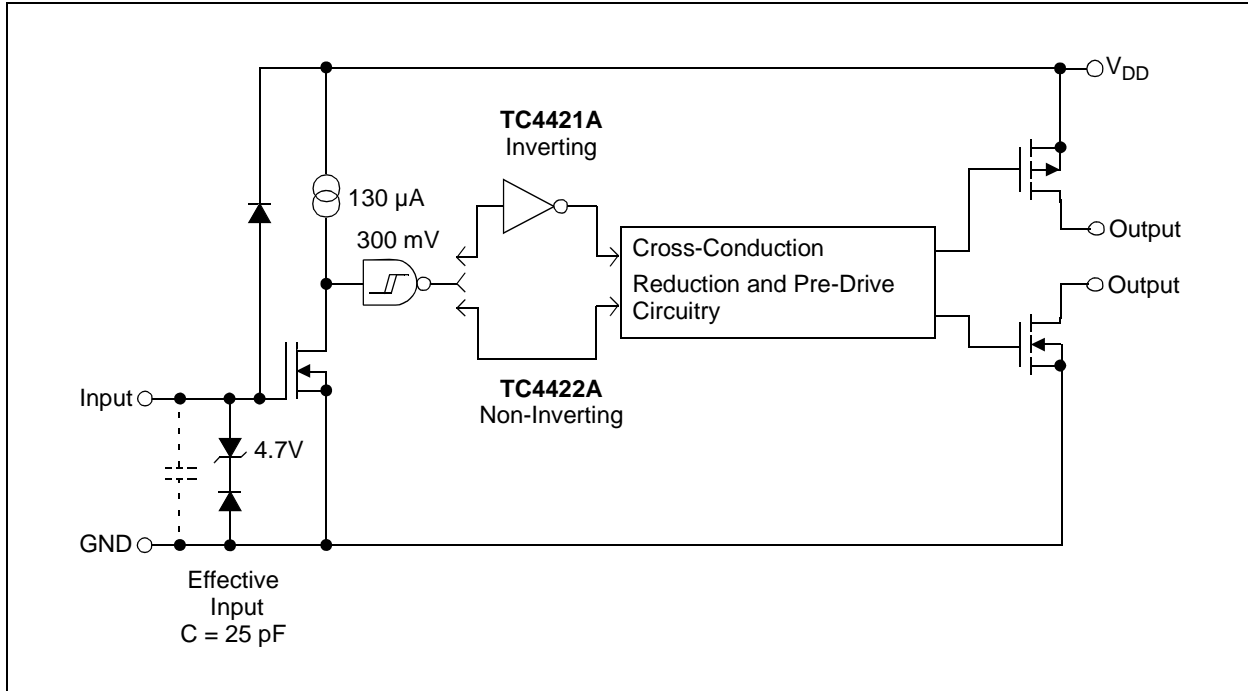 V_DD
TC4421A
Inverting
130 µA
300 mV
Cross-Conduction
Reduction and Pre-Drive
Circuitry
Output
Output
Input
TC4422A
Non-Inverting
4.7V
GND
Effective
Input
C = 25 pF